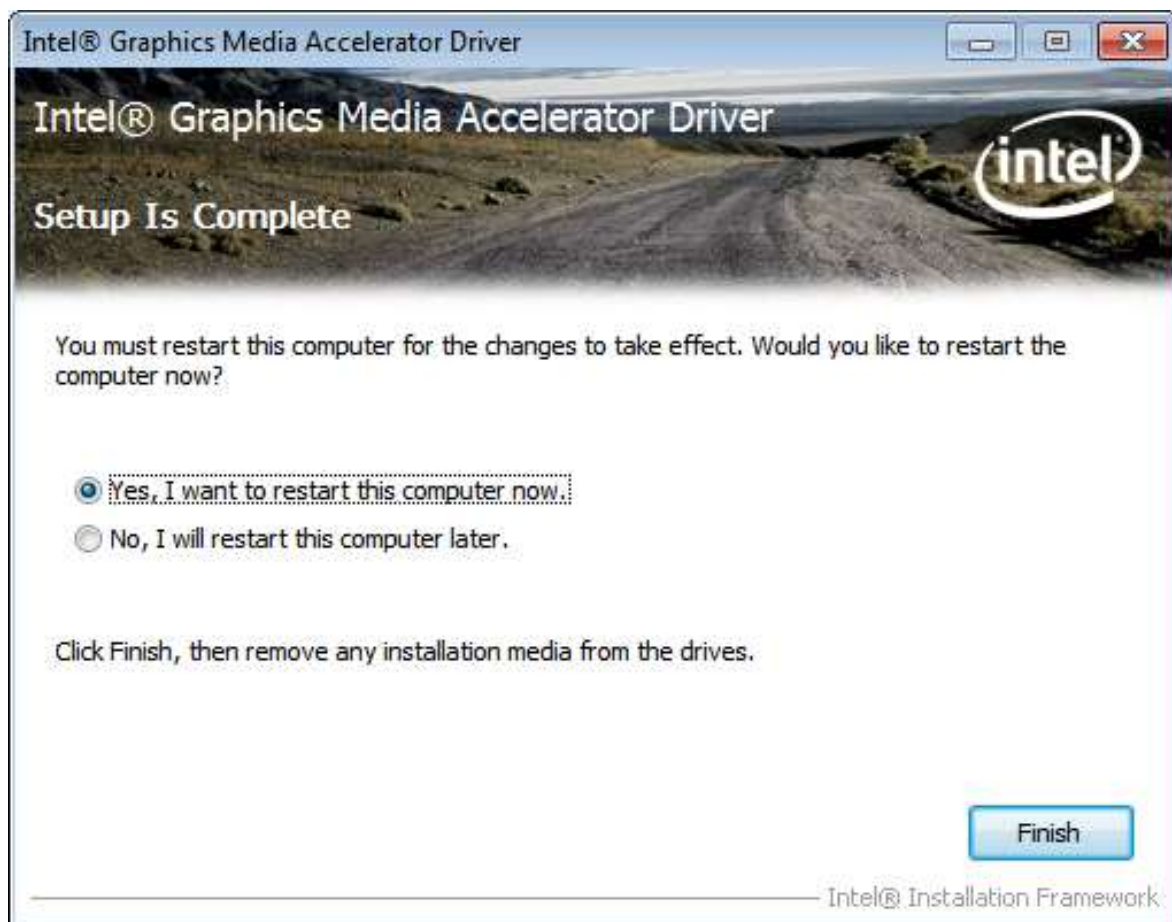 Intel® Graphics Media Accelerator Driver
Intel® Graphics Media Accelerator Driver
intel
Setup Is Complete
You must restart this computer for the changes to take effect. Would you like to restart the
computer now?
Yes, I want to restart this computer now.
No, I will restart this computer later.
Click Finish, then remove any installation media from the drives.
Finish
Intel® Installation Framework